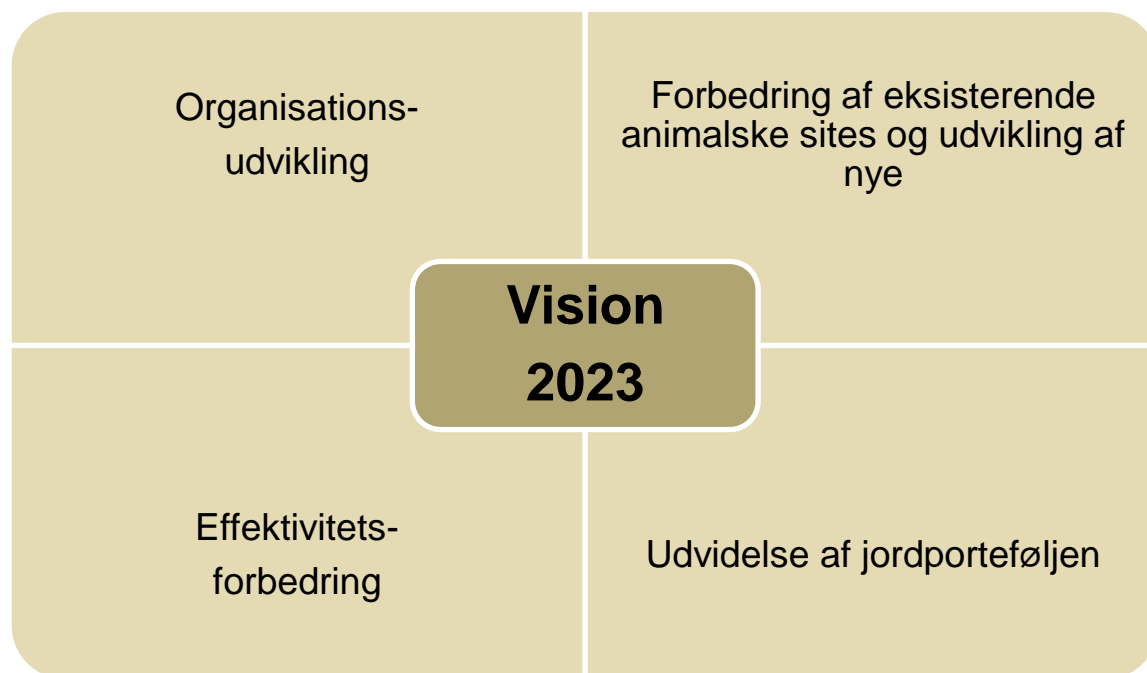 Organisations-
udvikling
Forbedring af eksisterende
animalske sites og udvikling af
nye
Vision
2023
Effektivitets-
forbedring
Udvidelse af jordporteføljen